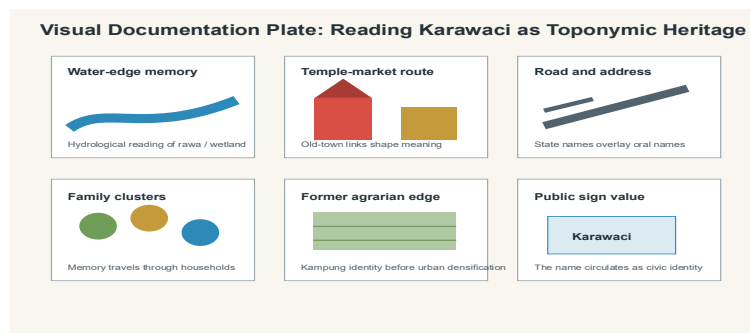 Visual Documentation Plate: Reading Karawaci as Toponymic Heritage
Water-edge memory
Hydrological reading of rawa / wetland
Temple-market route
Old-town links shape meaning
Road and address
State names overlay oral names
Family clusters
Memory travels through households
Former agrarian edge
Kampung identity before urban densification
Public sign value
Karawaci
The name circulates as civic identity